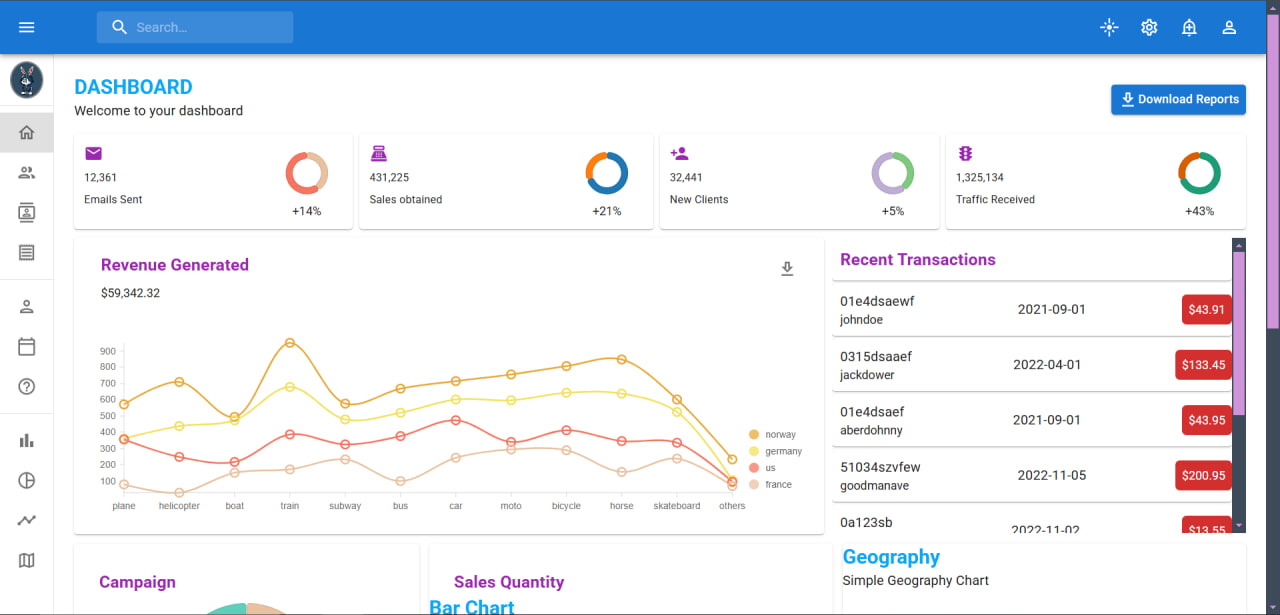 Search...
DASHBOARD
Welcome to your dashboard
Download Reports
12,361
Emails Sent
+14%
431,225
Sales obtained
+21%
32,441
New Clients
+5%
1,325,134
Traffic Received
+43%
Revenue Generated
$59,342.32
900
800
700
600
500
400
300
200
100
plane helicopter boat train subway bus car moto bicycle horse skateboard others
norway
germany
us
france
Recent Transactions
01e4dsaewf
johndoe
2021-09-01
$43.91
0315dsaaef
jackdower
2022-04-01
$133.45
01e4dsaef
aberdohnny
2021-09-01
$43.95
51034szvfew
goodmanave
2022-11-05
$200.95
0a123sb
2022-11-02
$13.55
Campaign
Sales Quantity
Bar Chart
Geography
Simple Geography Chart